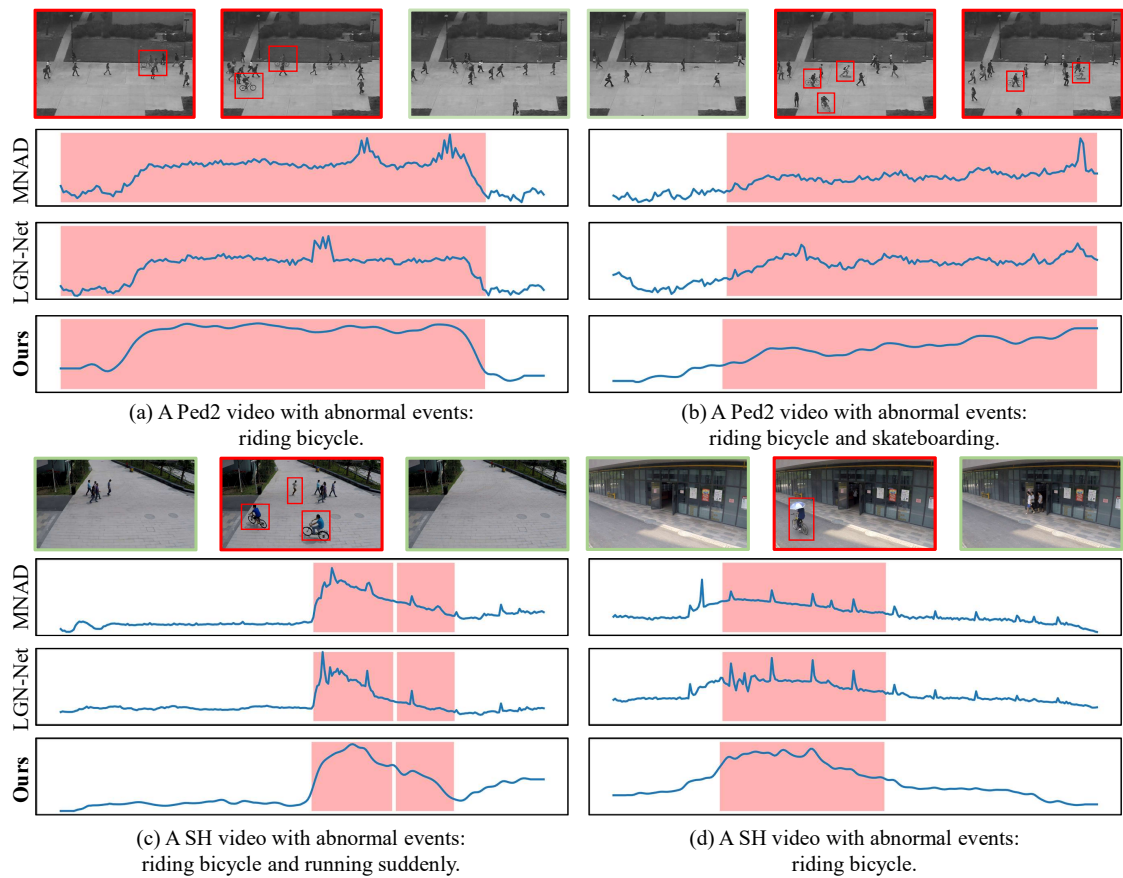 MNAD
LGN-Net
Ours
(a) A Ped2 video with abnormal events:
riding bicycle.
(b) A Ped2 video with abnormal events:
riding bicycle and skateboarding.
MNAD
LGN-Net
Ours
(c) A SH video with abnormal events:
riding bicycle and running suddenly.
(d) A SH video with abnormal events:
riding bicycle.